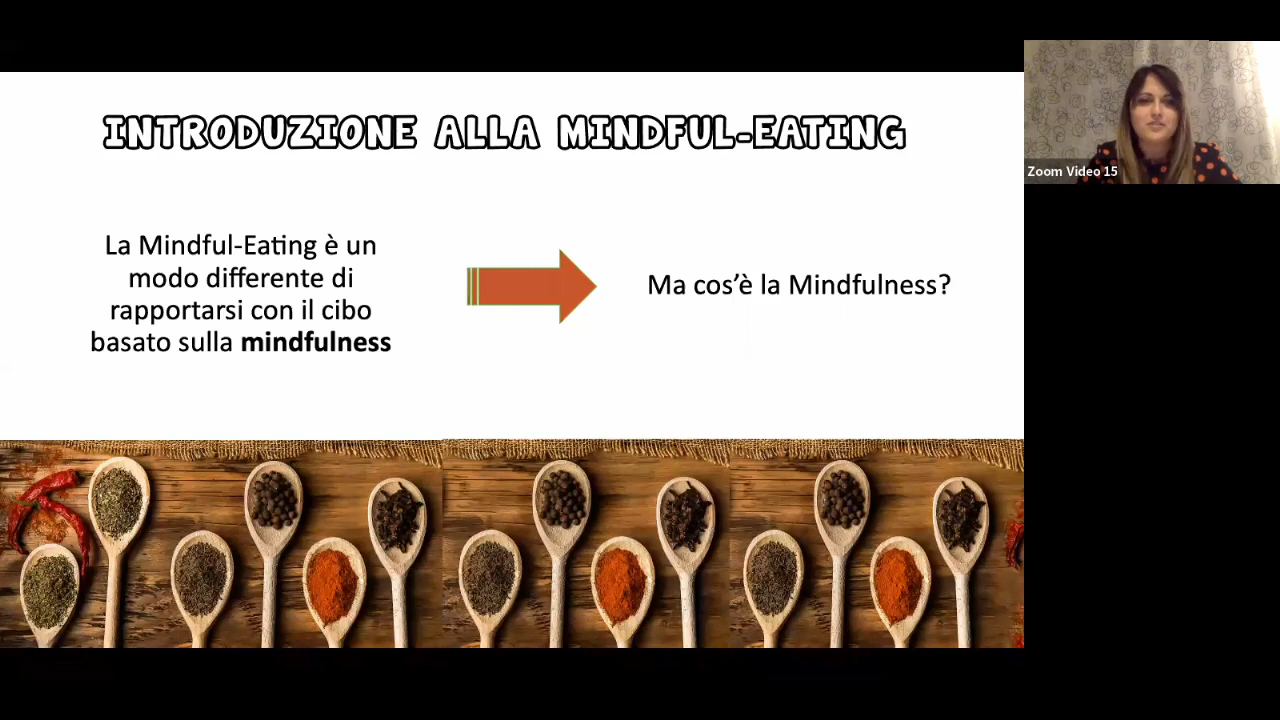 INTRODUZIONE ALLA MINDFUL-EATING
La Mindful-Eating è un
modo differente di
rapportarsi con il cibo
basato sulla mindfulness
Ma cos’è la Mindfulness?
Zoom Video 15